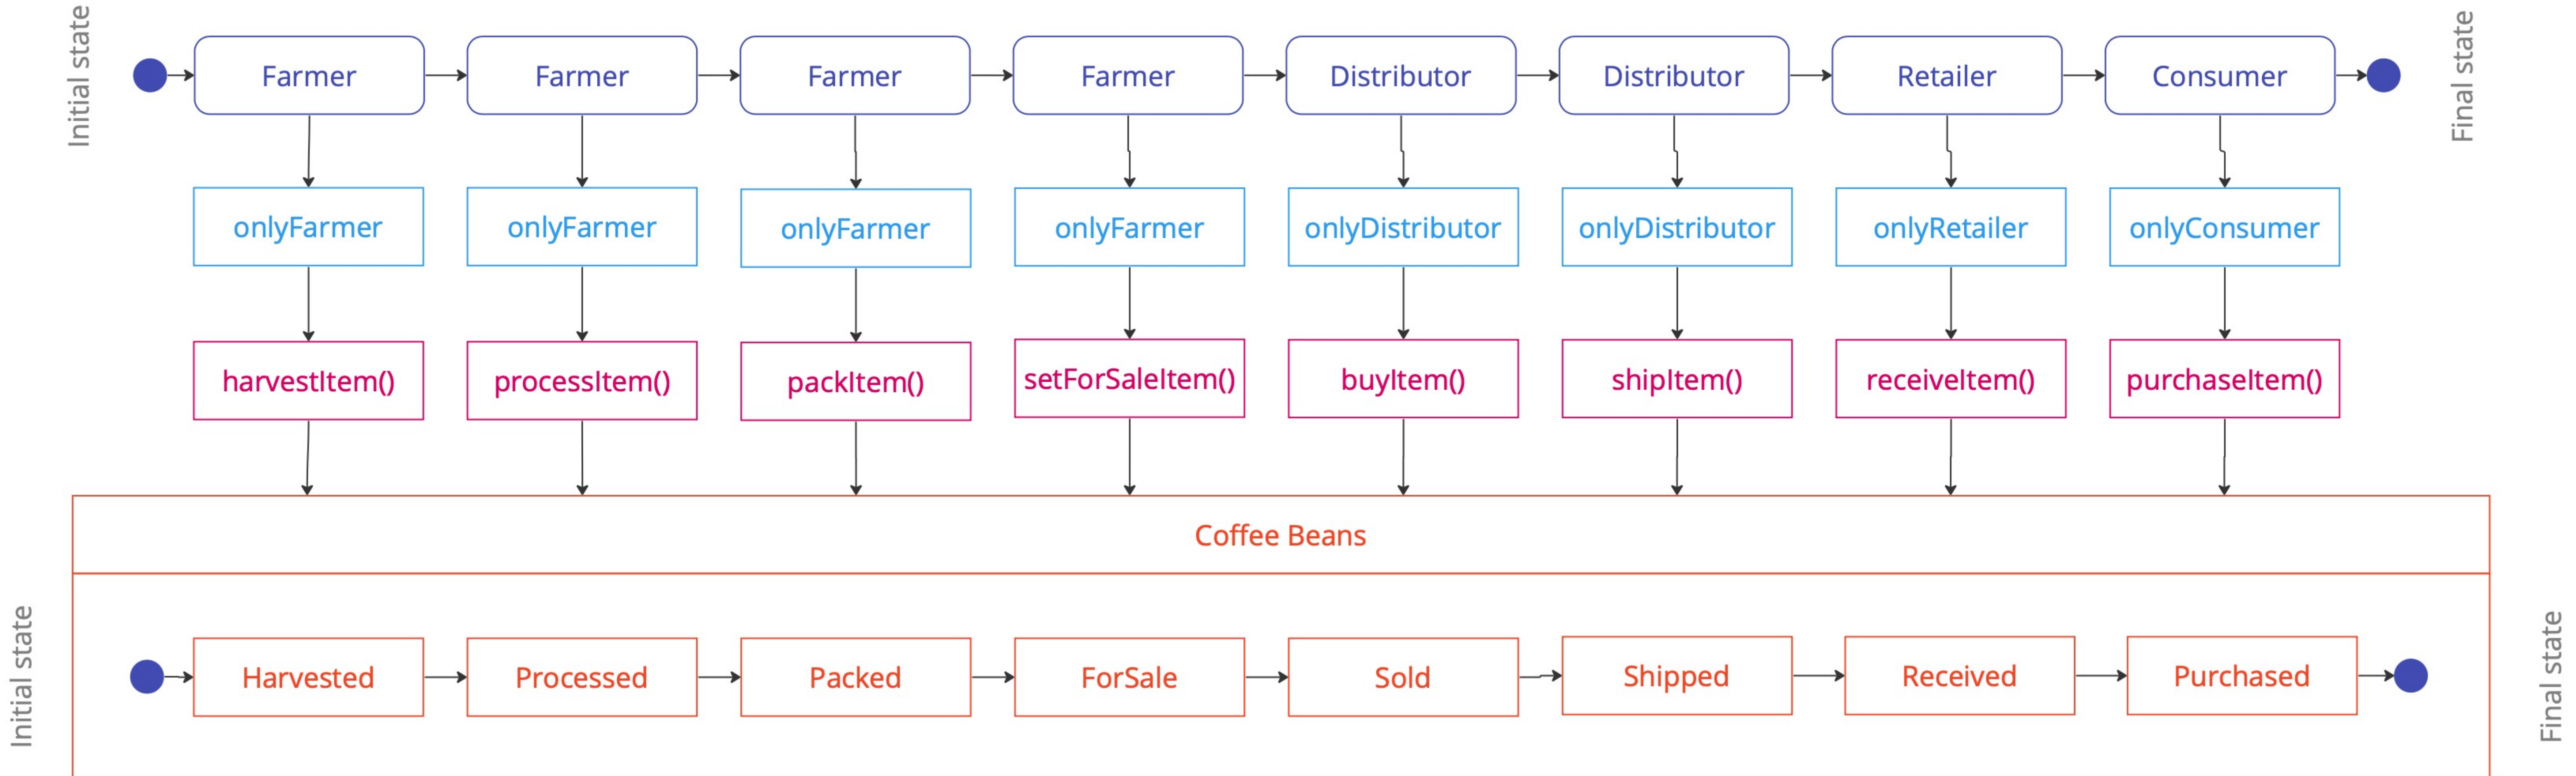 Initial state
Farmer
Farmer
Farmer
Farmer
Distributor
Distributor
Retailer
Consumer
Final state
onlyFarmer
onlyFarmer
onlyFarmer
onlyFarmer
onlyDistributor
onlyDistributor
onlyRetailer
onlyConsumer
harvestItem()
processItem()
packItem()
setForSaleItem()
buyItem()
shipItem()
receiveItem()
purchaseItem()
Coffee Beans
Initial state
Harvested
Processed
Packed
ForSale
Sold
Shipped
Received
Purchased
Final state